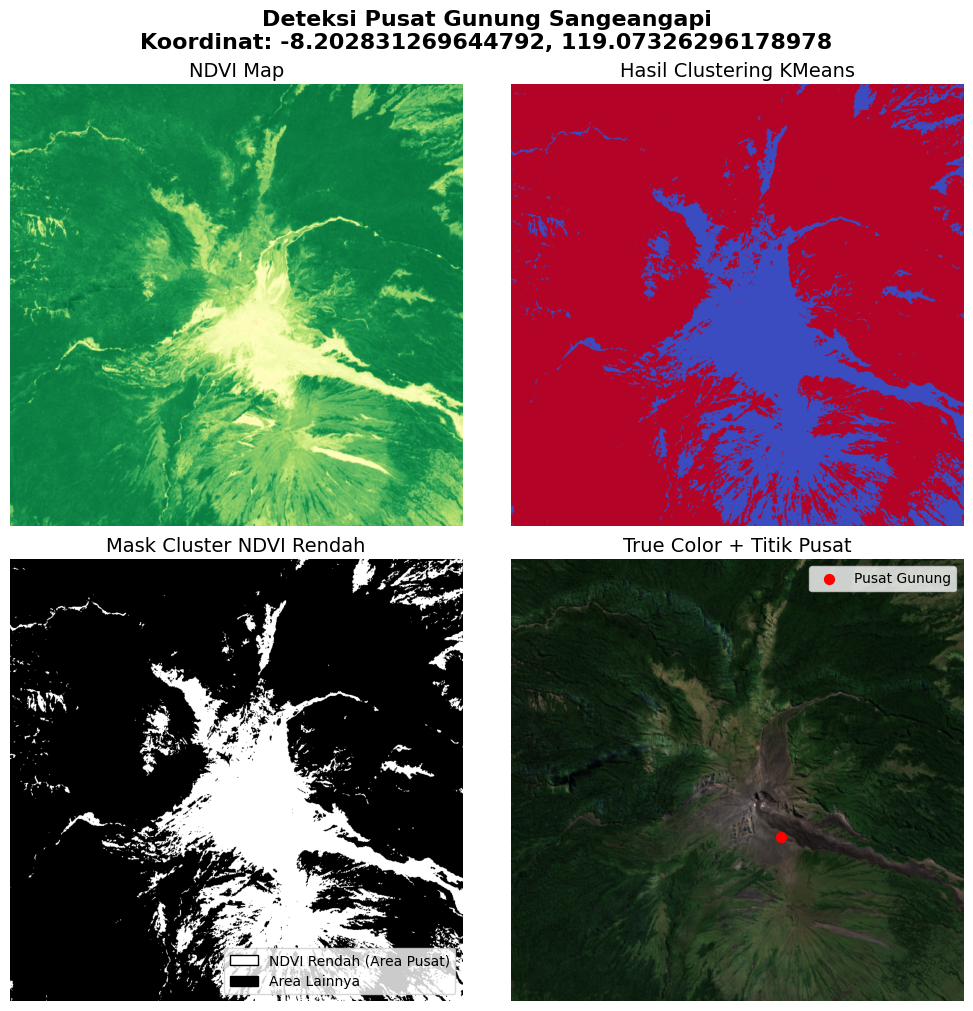 Deteksi Pusat Gunung Sangeangapi
Koordinat: -8.202831269644792, 119.07326296178978
NDVI Map
Hasil Clustering KMeans
Mask Cluster NDVI Rendah
True Color + Titik Pusat
Pusat Gunung
NDVI Rendah (Area Pusat)
Area Lainnya